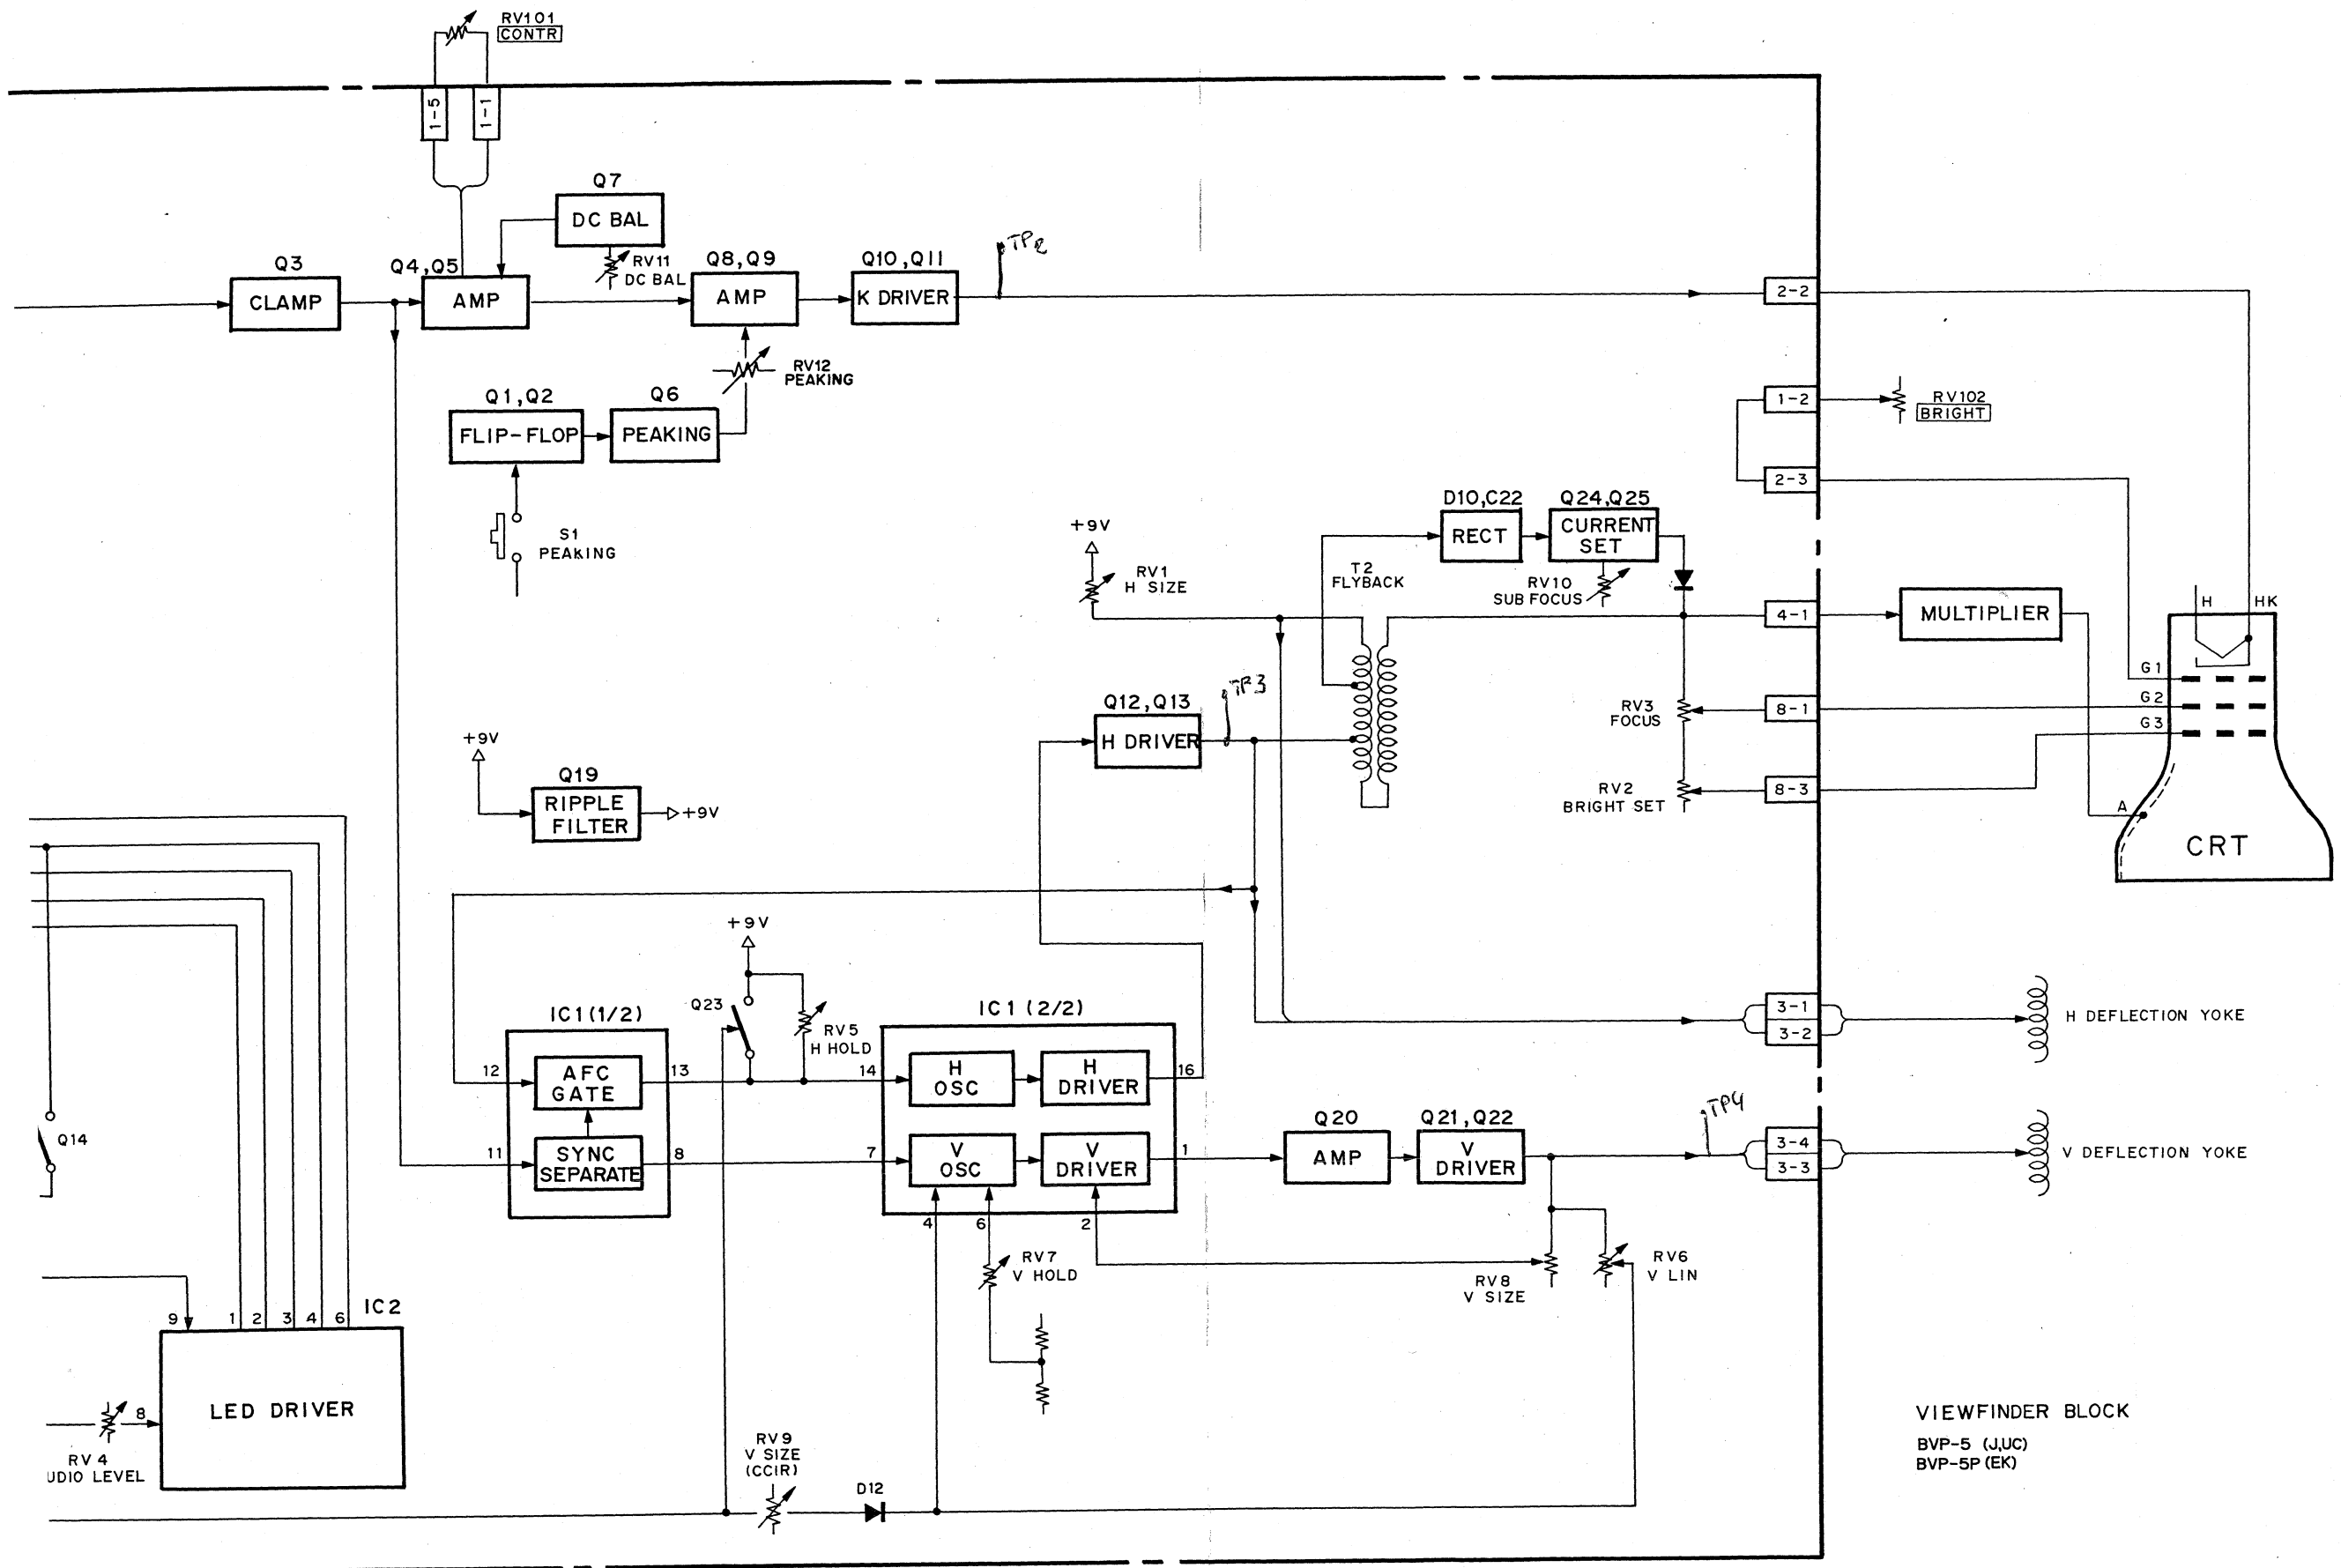 RV101
CONTR
1-5
1-1
Q7
DC BAL
RV11
DC BAL
Q3
CLAMP
Q4,Q5
AMP
Q8,Q9
AMP
Q10,Q11
K DRIVER
TP2
2-2
RV12
PEAKING
Q1,Q2
FLIP-FLOP
Q6
PEAKING
S1
PEAKING
1-2
RV102
BRIGHT
2-3
+9V
RV1
H SIZE
T2
FLYBACK
D10,C22
RECT
Q24,Q25
CURRENT
SET
RV10
SUB FOCUS
4-1
MULTIPLIER
H
HK
G1
G2
G3
A
CRT
Q12,Q13
H DRIVER
TP3
RV3
FOCUS
8-1
RV2
BRIGHT SET
8-3
+9V
Q19
RIPPLE
FILTER
+9V
+9V
Q23
RV5
H HOLD
IC1(1/2)
12
AFC
GATE
13
11
SYNC
SEPARATE
8
IC1(2/2)
14
H
OSC
H
DRIVER
16
7
V
OSC
V
DRIVER
1
4
6
2
3-1
3-2
H DEFLECTION YOKE
Q20
AMP
Q21,Q22
V
DRIVER
TP4
3-4
3-3
V DEFLECTION YOKE
RV7
V HOLD
RV8
V SIZE
RV6
V LIN
Q14
9
1
2
3
4
6
IC2
LED DRIVER
8
RV4
UDIO LEVEL
RV9
V SIZE
(CCIR)
D12
VIEWFINDER BLOCK
BVP-5 (J,UC)
BVP-5P(EK)